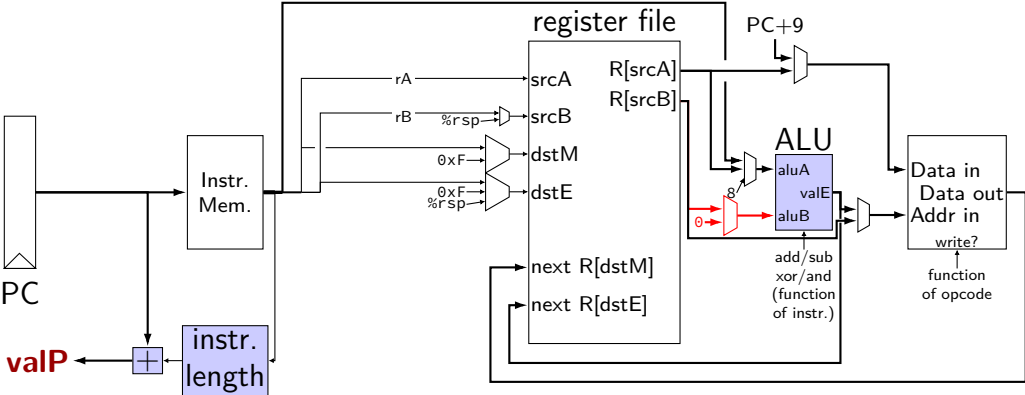 register file
PC+9
rA
srcA
R[srcA]
R[srcB]
rB
%rsp
srcB
ALU
0xF
dstM
Instr.
Mem.
0xF
%rsp
dstE
8
aluA
valE
aluB
0
Data in
Data out
Addr in
write?
PC
next R[dstM]
add/sub
xor/and
(function
of instr.)
function
of opcode
next R[dstE]
valP
+
instr.
length